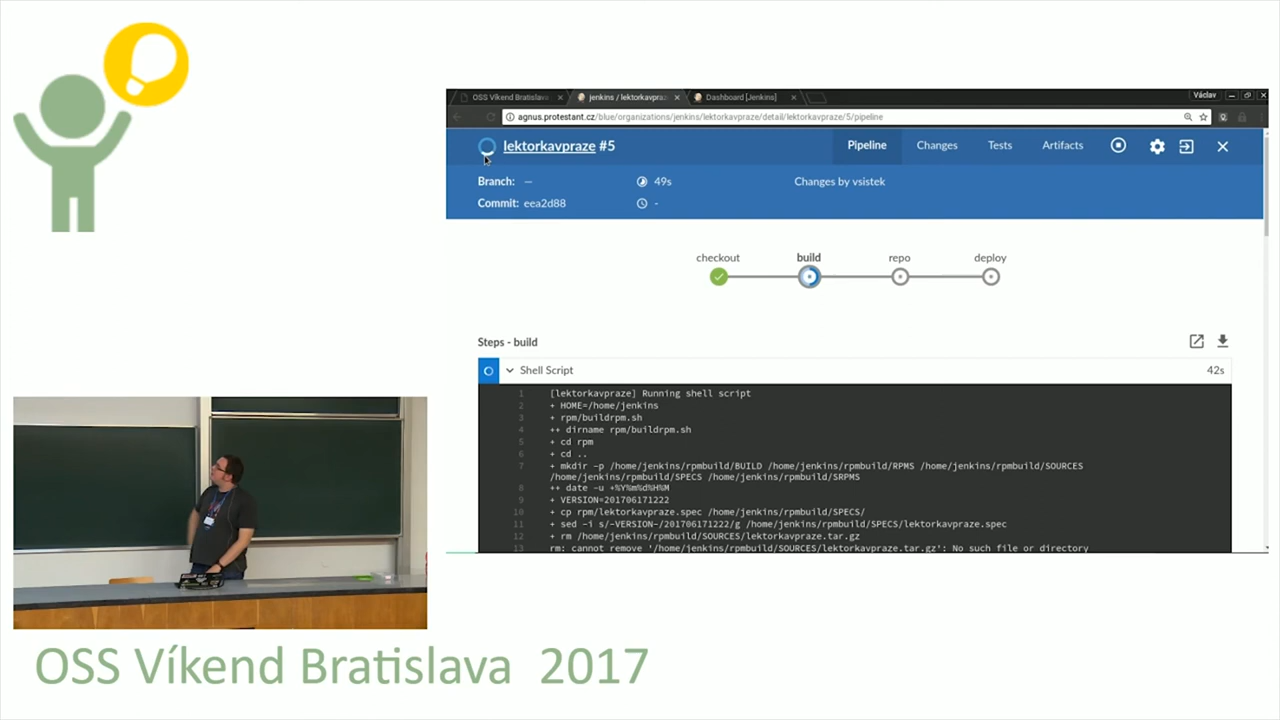 OSS Víkend Bratislava
jenkins / lektorkavpraz
Dashboard [Jenkins]
Václav
agnus.protestant.cz/blue/organizations/jenkins/lektorkavpraze/detail/lektorkavpraze/5/pipeline
lektorkavpraze #5
Pipeline
Changes
Tests
Artifacts
Branch: —
49s
Changes by vsistek
Commit: eea2d88
-
checkout
build
repo
deploy
Steps - build
Shell Script
42s
1 [lektorkavpraze] Running shell script
2 + HOME=/home/jenkins
3 + rpm/buildrpm.sh
4 ++ dirname rpm/buildrpm.sh
5 + cd rpm
6 + cd ..
7 + mkdir -p /home/jenkins/rpmbuild/BUILD /home/jenkins/rpmbuild/RPMS /home/jenkins/rpmbuild/SOURCES
/home/jenkins/rpmbuild/SPECS /home/jenkins/rpmbuild/SRPMS
8 ++ date -u +%Y%m%d%H%M
9 + VERSION=201706171222
10 + cp rpm/lektorkavpraze.spec /home/jenkins/rpmbuild/SPECS/
11 + sed -i s/-VERSION-/201706171222/g /home/jenkins/rpmbuild/SPECS/lektorkavpraze.spec
12 + rm /home/jenkins/rpmbuild/SOURCES/lektorkavpraze.tar.gz
13 rm: cannot remove '/home/jenkins/rpmbuild/SOURCES/lektorkavpraze.tar.gz': No such file or directory
OSS Víkend Bratislava 2017